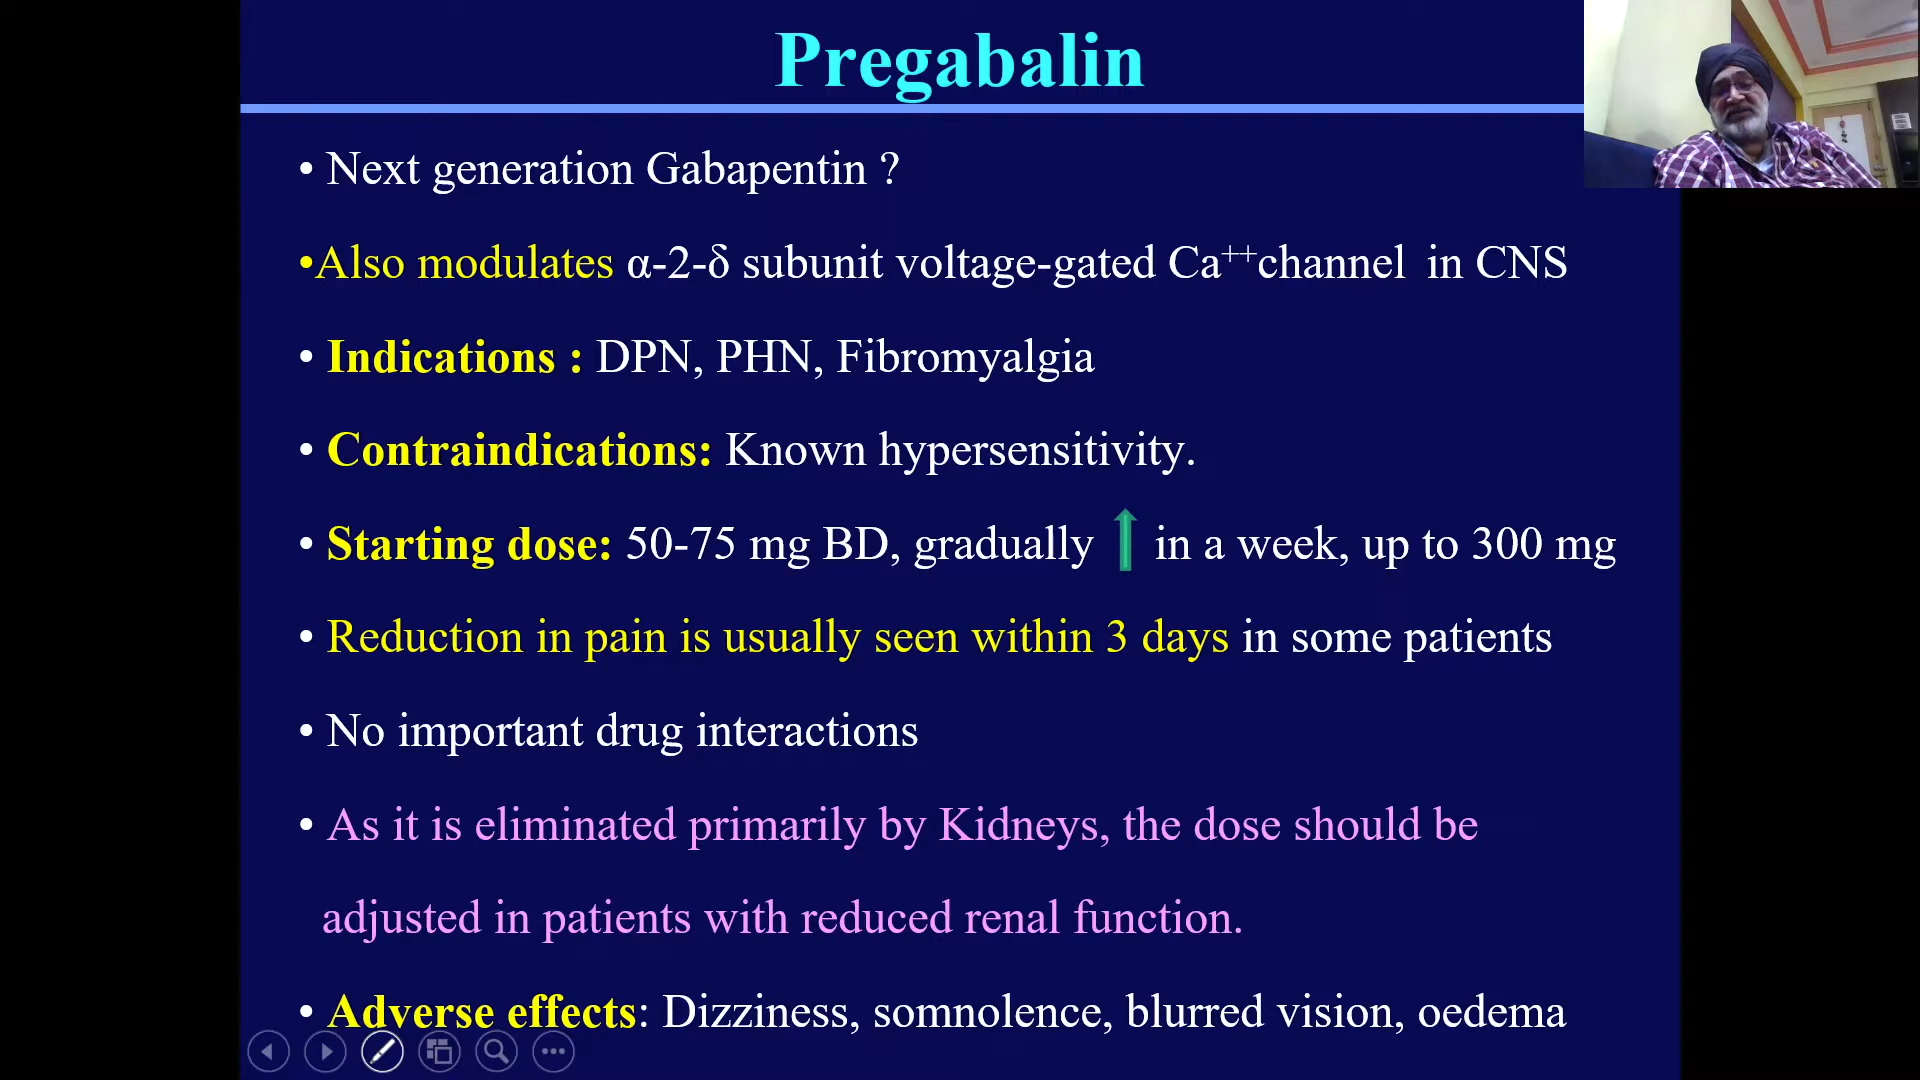 Pregabalin
• Next generation Gabapentin ?
•Also modulates α-2-δ subunit voltage-gated Ca⁺⁺channel in CNS
• Indications : DPN, PHN, Fibromyalgia
• Contraindications: Known hypersensitivity.
• Starting dose: 50-75 mg BD, gradually ↑ in a week, up to 300 mg
• Reduction in pain is usually seen within 3 days in some patients
• No important drug interactions
• As it is eliminated primarily by Kidneys, the dose should be
adjusted in patients with reduced renal function.
• Adverse effects: Dizziness, somnolence, blurred vision, oedema